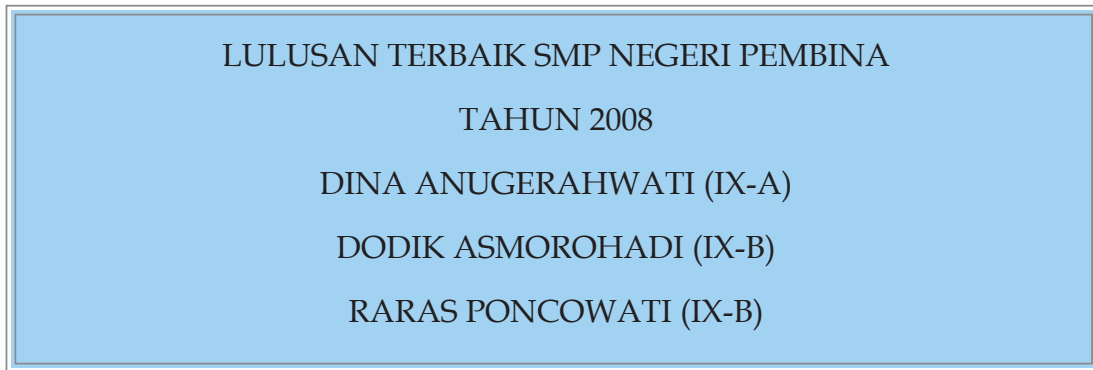 LULUSAN TERBAIK SMP NEGERI PEMBINA
TAHUN 2008
DINA ANUGERAHWATI (IX-A)
DODIK ASMOROHADI (IX-B)
RARAS PONCOWATI (IX-B)